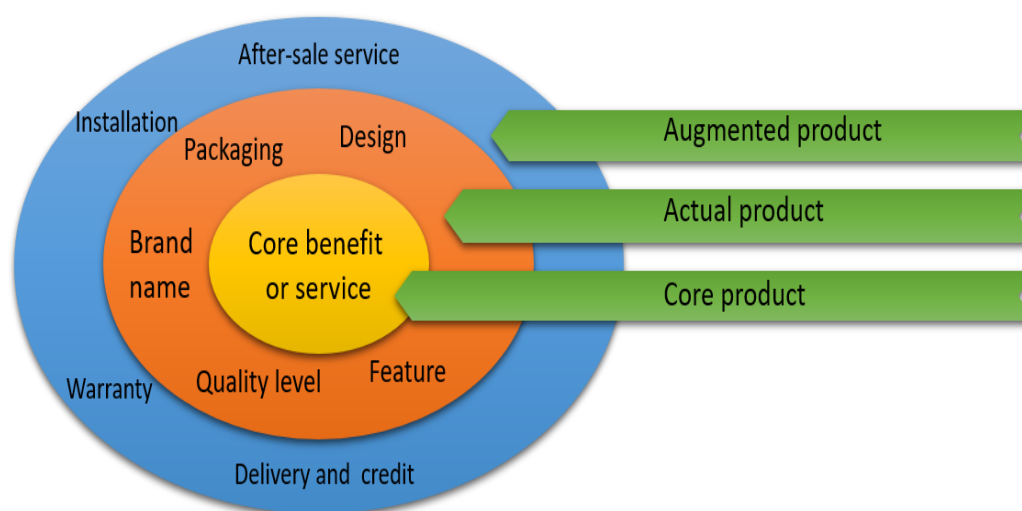 After-sale service
Installation
Packaging
Design
Augmented product
Actual product
Brand
name
Core benefit
or service
Core product
Quality level
Feature
Warranty
Delivery and credit